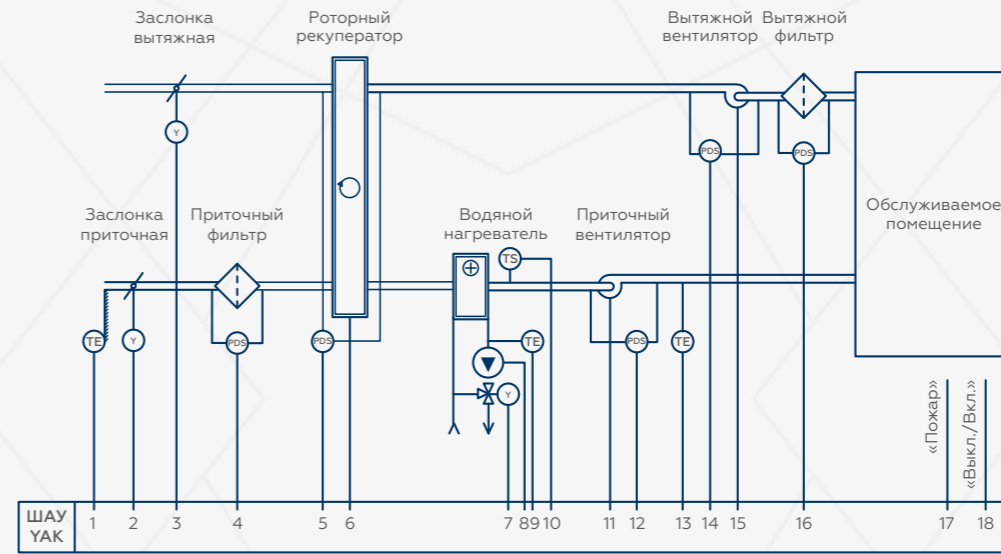 Заслонка
вытяжная
Роторный
рекуператор
Вытяжной
вентилятор
Вытяжной
фильтр
Y
PDS
PDS
Обслуживаемое
помещение
Заслонка
приточная
Приточный
фильтр
Водяной
нагреватель
Приточный
вентилятор
TS
TE
Y
PDS
PDS
TE
PDS
TE
Y
«Пожар»
«Выкл./Вкл.»
ШАУ
YAK
1 2 3 4 5 6 7 8 9 10 11 12 13 14 15 16 17 18